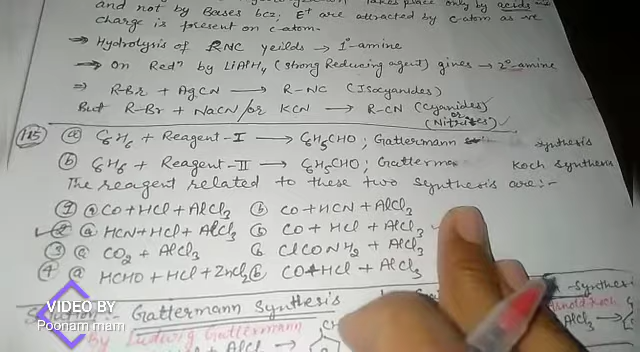 and not by Bases bcz, E⁺ are attracted by C-atom as -ve
charge is present on c-atom.
⇒ Hydrolysis of RNC yeilds → 1° amine
⇒ On Redⁿ by LiAlH₄ (strong Reducing agent) gives → 2°-amine
⇒ R-Br + AgCN → R-NC (Isocyanides)
But R-Br + NaCN/or KCN → R-CN (Cyanides/
or
(Nitriles)
115 ⓐ C₆H₆ + Reagent-I → C₆H₅CHO; Gattermann synthesis
ⓑ C₆H₆ + Reagent-II → C₆H₅CHO; Gatterma Koch Synthesis
The reagent related to these two synthesis are:-
① ⓐ CO + HCl + AlCl₃ ⓑ CO + HCN + AlCl₃
② ⓐ HCN + HCl + AlCl₃ ⓑ CO + HCl + AlCl₃
③ ⓐ CO₂ + AlCl₃ ⓑ ClCONH₂ + AlCl₃
④ ⓐ HCHO + HCl + ZnCl₂ ⓑ CO + HCl + AlCl₃
Solution:- Gattermann Synthesis
VIDEO BY
Poonam mam
By Ludwig Gattermann
AlCl₃ →